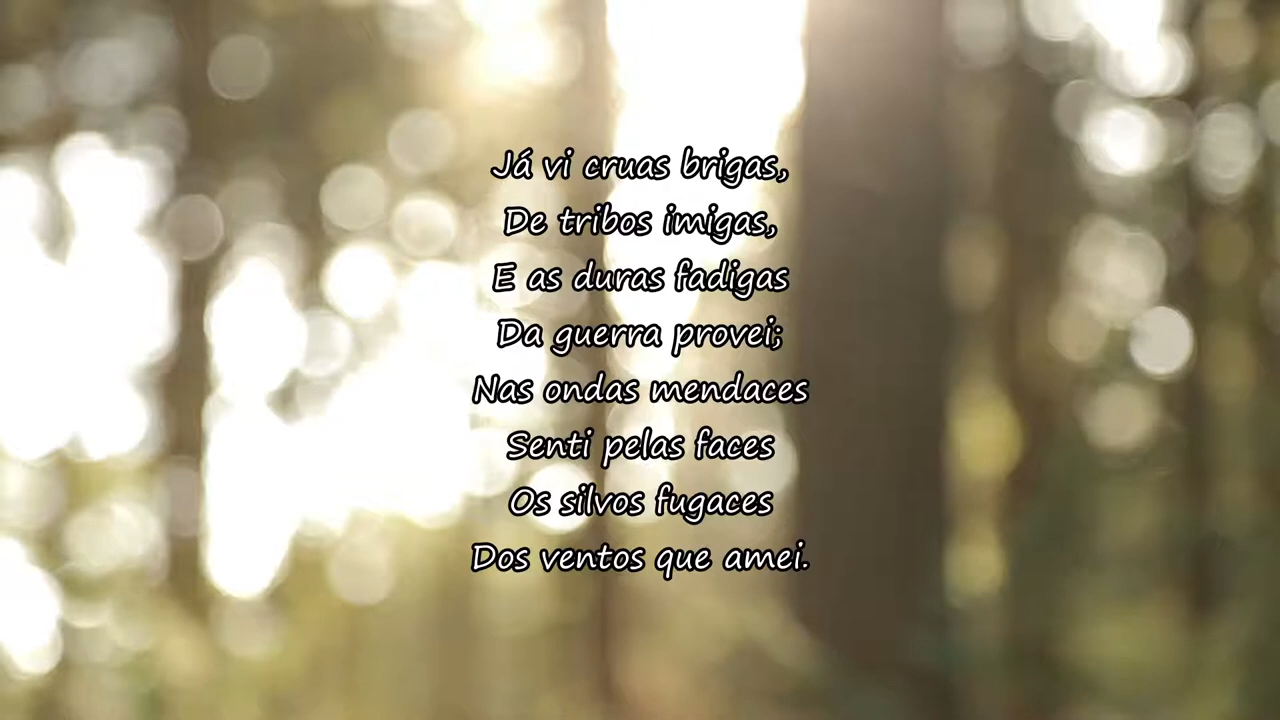 Já vi cruas brigas,
De tribos imigas,
E as duras fadigas
Da guerra provei;
Nas ondas mendaces
Senti pelas faces
Os silvos fugaces
Dos ventos que amei.